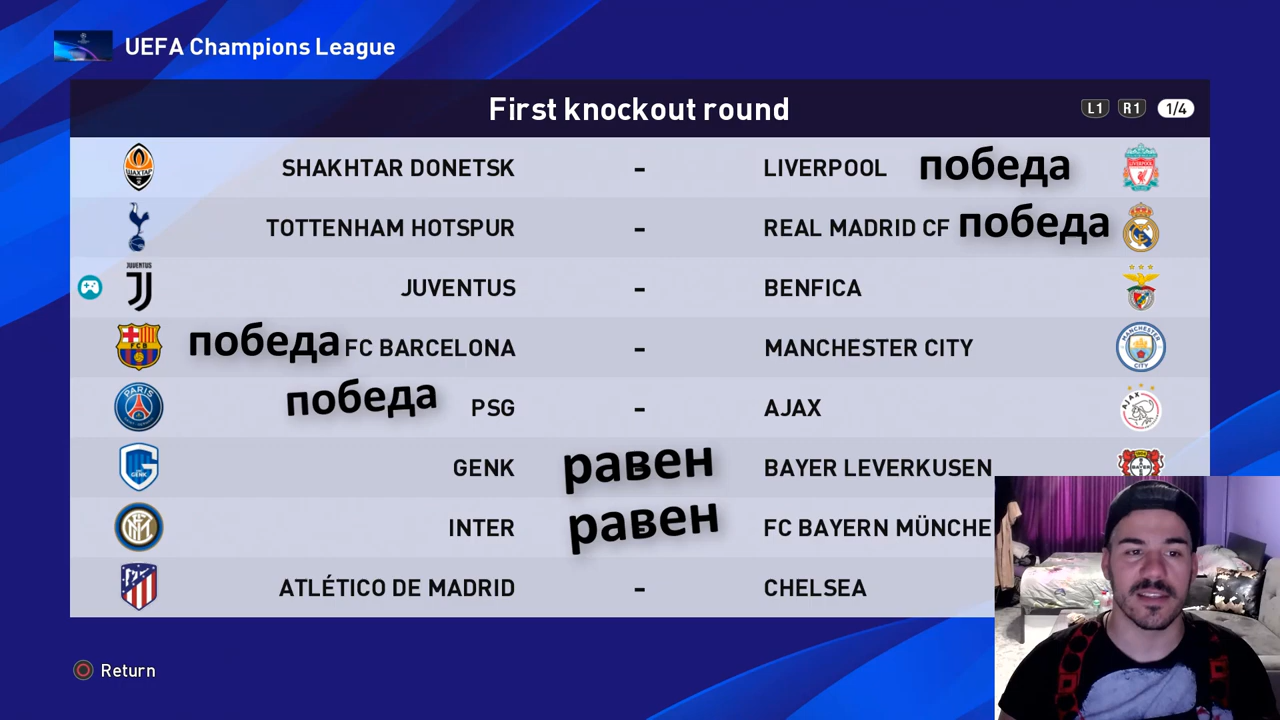 UEFA Champions League
First knockout round L1 R1 1/4
SHAKHTAR DONETSK - LIVERPOOL победа
TOTTENHAM HOTSPUR - REAL MADRID CF победа
JUVENTUS
JUVENTUS - BENFICA
победа FC BARCELONA - MANCHESTER CITY
победа PSG - AJAX
GENK равен BAYER LEVERKUSEN
INTER равен FC BAYERN MÜNCHE
ATLÉTICO DE MADRID - CHELSEA
Return